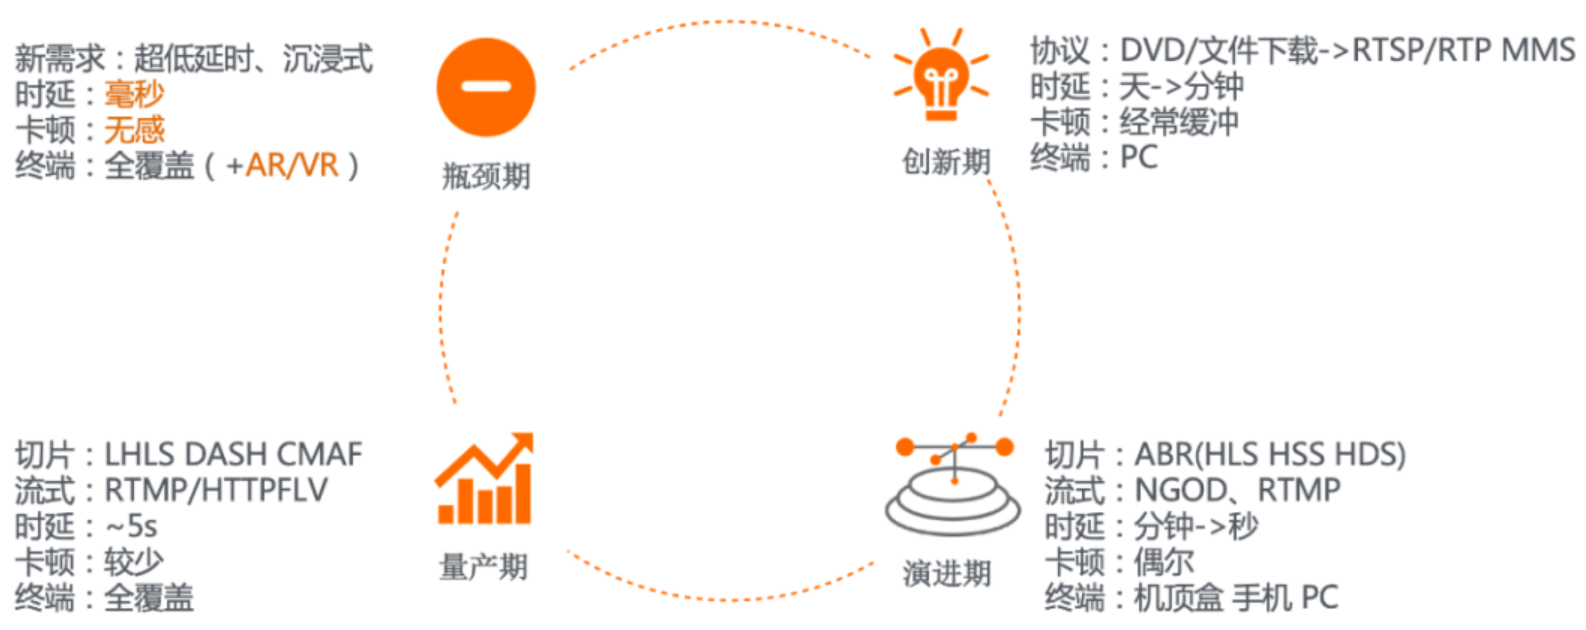 新需求：超低延时、沉浸式
时延：毫秒
卡顿：无感
终端：全覆盖（+AR/VR）
瓶颈期
创新期
协议：DVD/文件下载->RTSP/RTP MMS
时延：天->分钟
卡顿：经常缓冲
终端：PC
切片：LHLS DASH CMAF
流式：RTMP/HTTPFLV
时延：~5s
卡顿：较少
终端：全覆盖
量产期
演进期
切片：ABR(HLS HSS HDS)
流式：NGOD、RTMP
时延：分钟->秒
卡顿：偶尔
终端：机顶盒 手机 PC